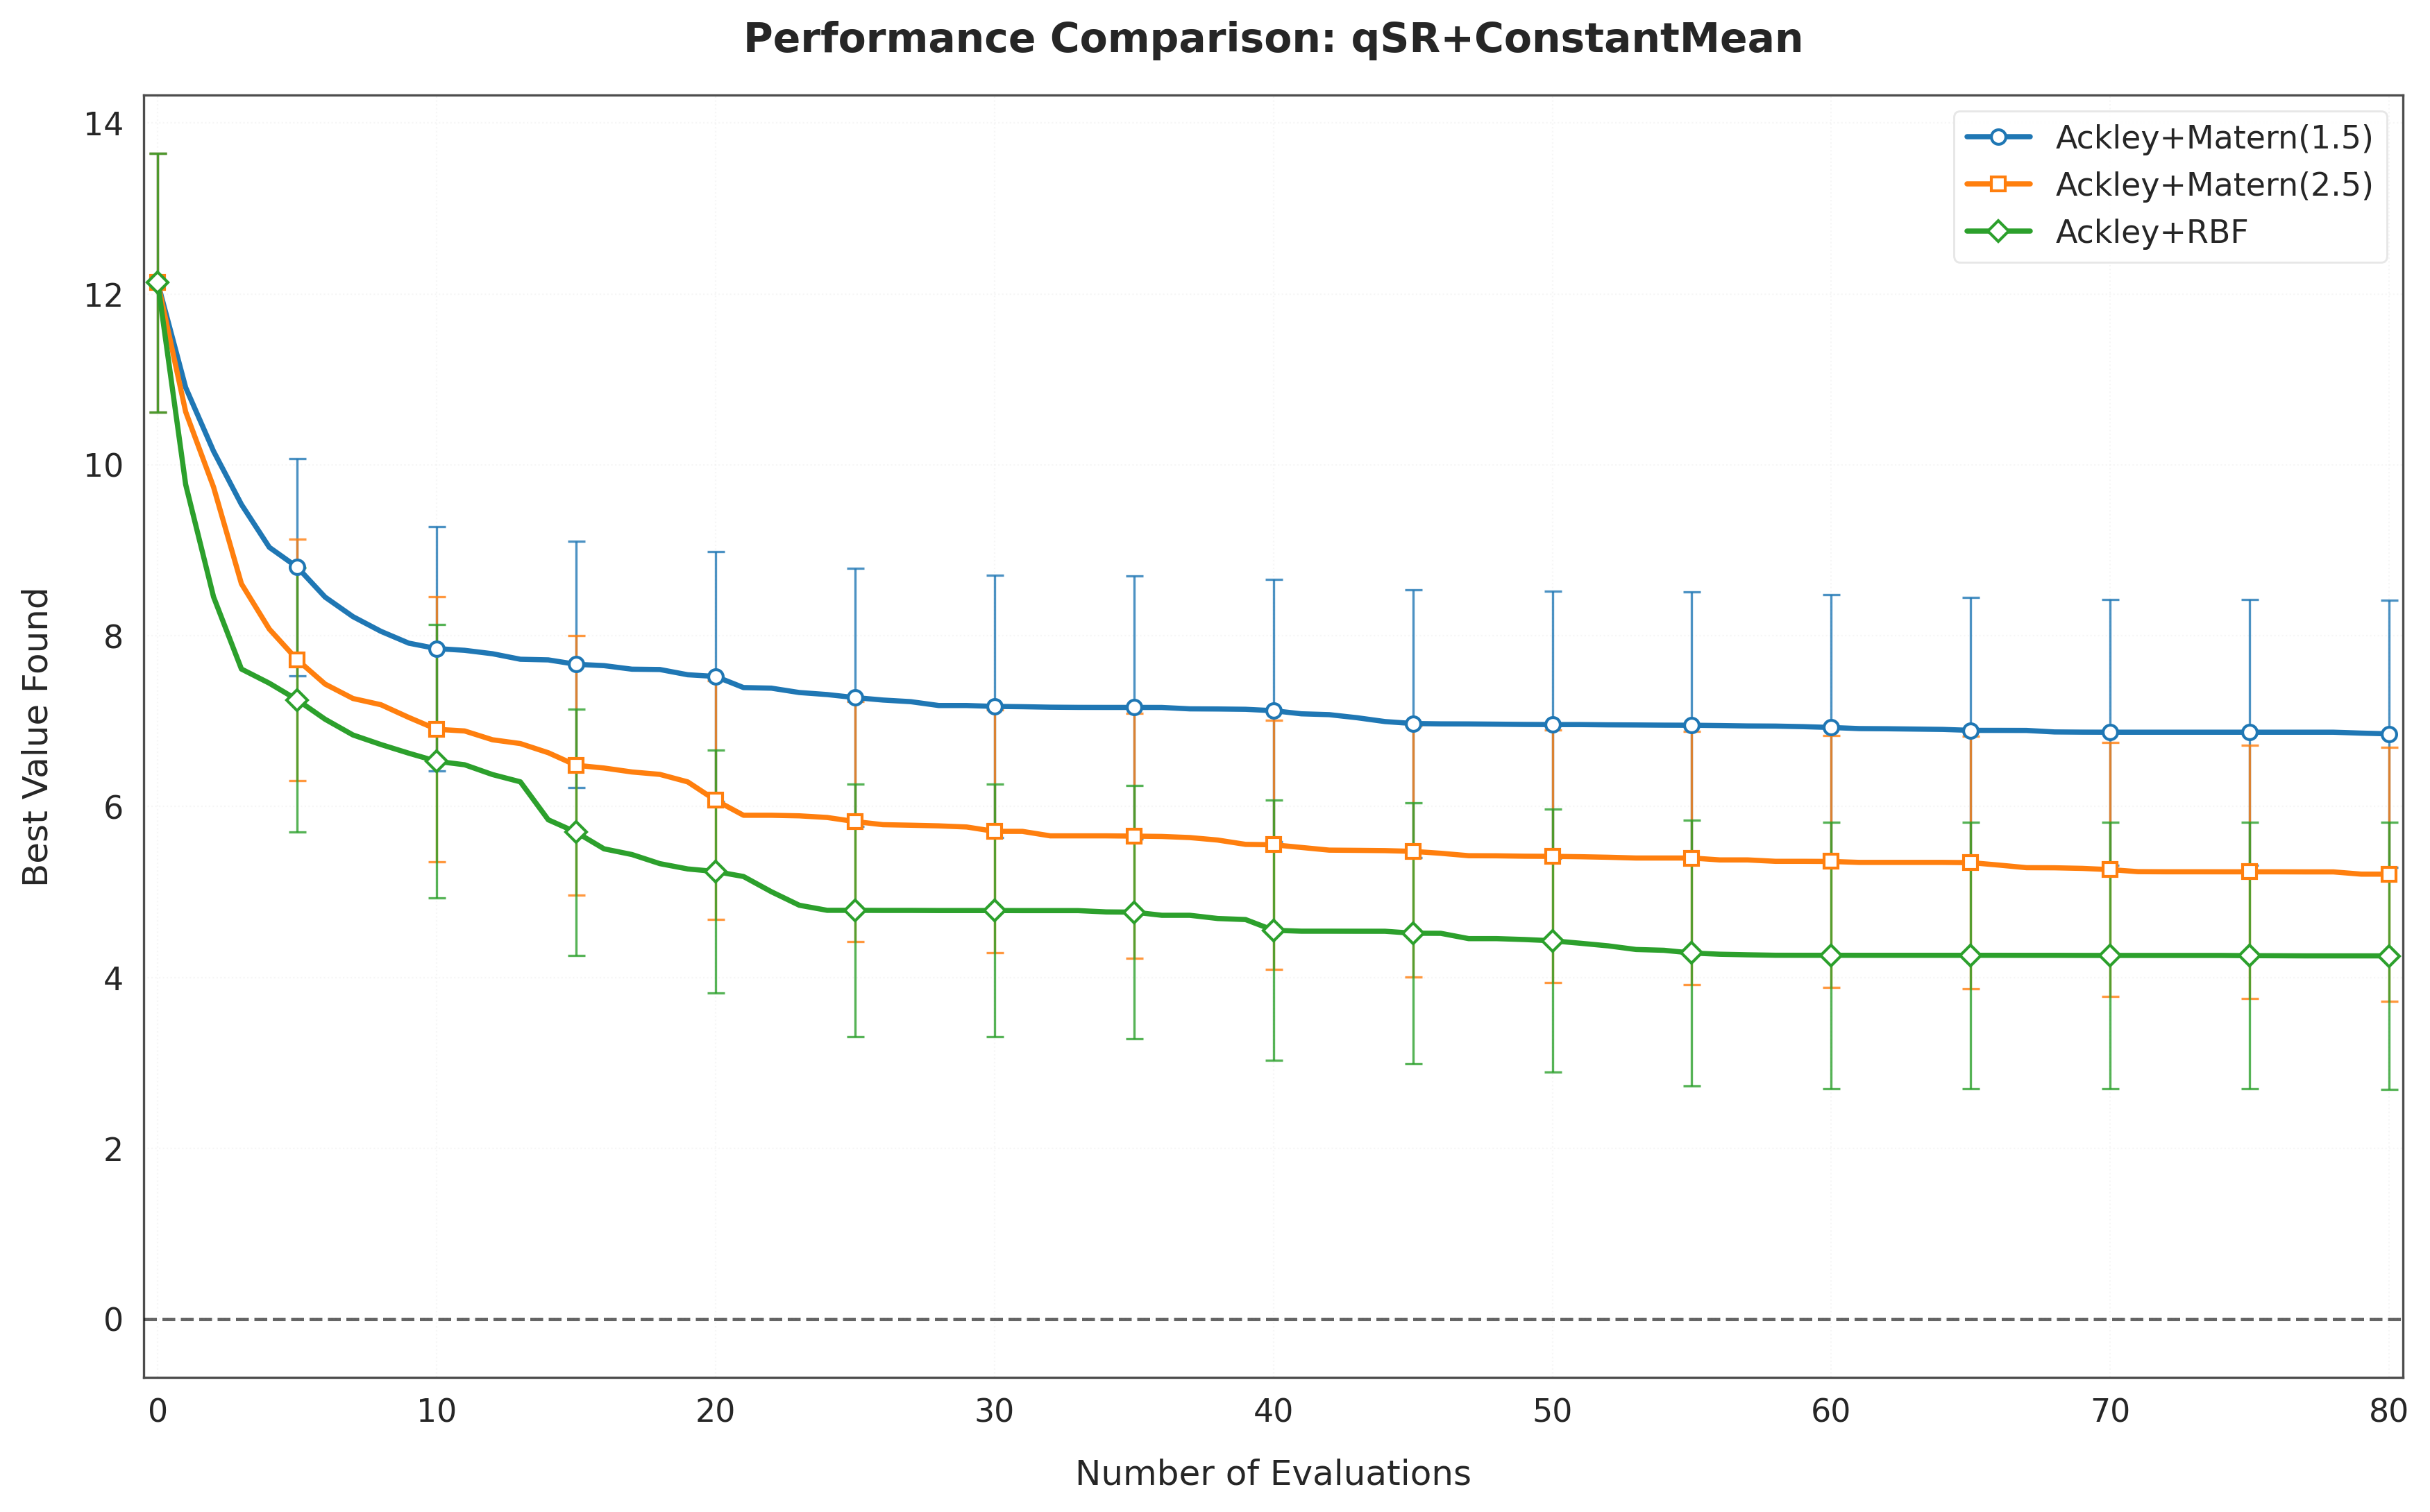 Performance Comparison: qSR+ConstantMean
Ackley+Matern(1.5)
Ackley+Matern(2.5)
Ackley+RBF
Best Value Found
14
12
10
8
6
4
2
0
0 10 20 30 40 50 60 70 80
Number of Evaluations